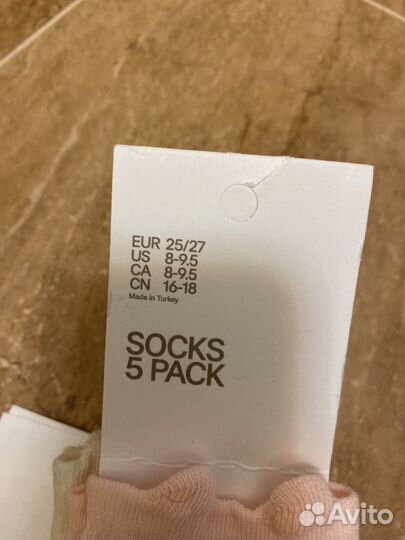 EUR 25/27
US 8-9.5
CA 8-9.5
CN 16-18
Made in Turkey
SOCKS
5 PACK
Avito